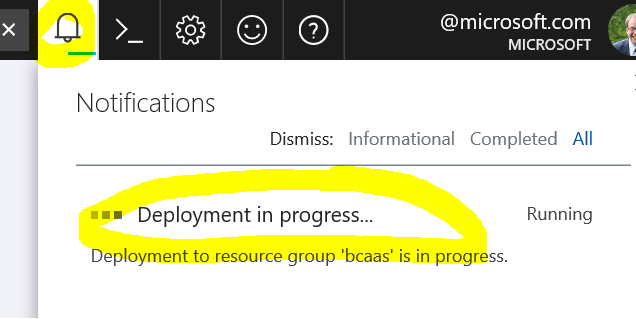 @microsoft.com
MICROSOFT
Notifications
Dismiss: Informational Completed All
Deployment in progress...
Running
Deployment to resource group 'bcaas' is in progress.